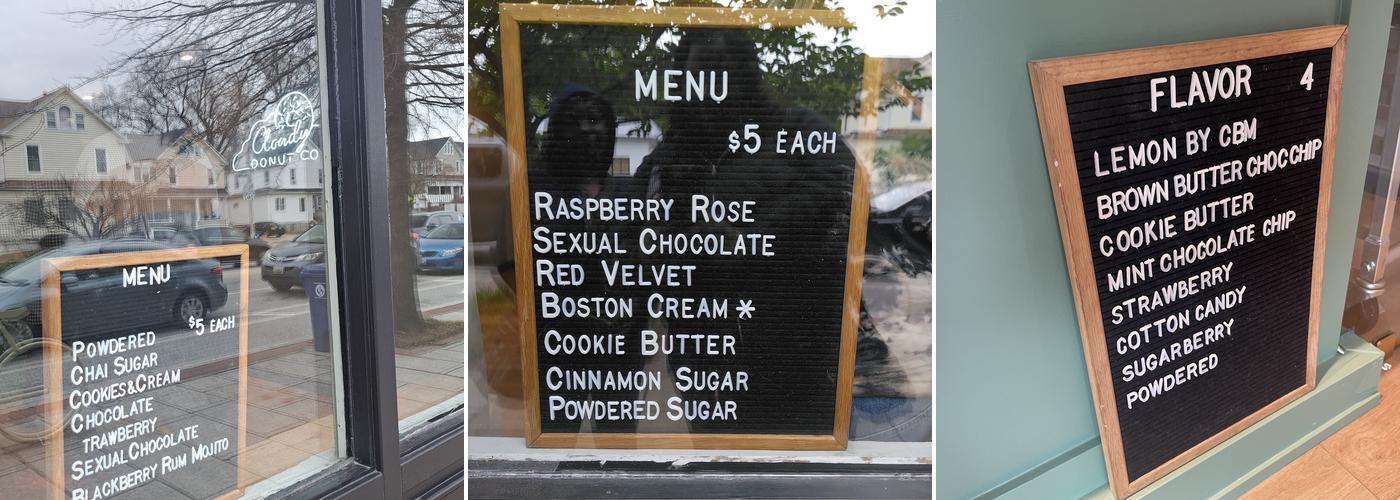 Cloudy
DONUT CO
MENU
$5 EACH
POWDERED
CHAI SUGAR
COOKIES&CREAM
CHOCOLATE
TRAWBERRY
SEXUAL CHOCOLATE
BLACKBERRY RUM MOJITO
MENU
$5 EACH
RASPBERRY ROSE
SEXUAL CHOCOLATE
RED VELVET
BOSTON CREAM *
COOKIE BUTTER
CINNAMON SUGAR
POWDERED SUGAR
FLAVOR 4
LEMON BY CBM
BROWN BUTTER CHOC CHIP
COOKIE BUTTER
MINT CHOCOLATE CHIP
STRAWBERRY
COTTON CANDY
SUGARBERRY
POWDERED